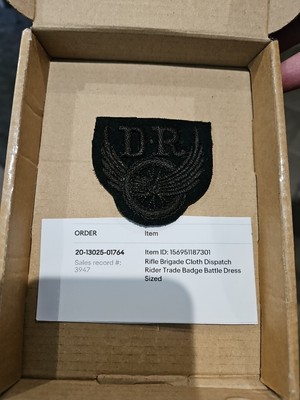 D.R.
ORDER Item
20-13025-01764 Item ID: 156951187301
Sales record #: Rifle Brigade Cloth Dispatch
3947 Rider Trade Badge Battle Dress
Sized